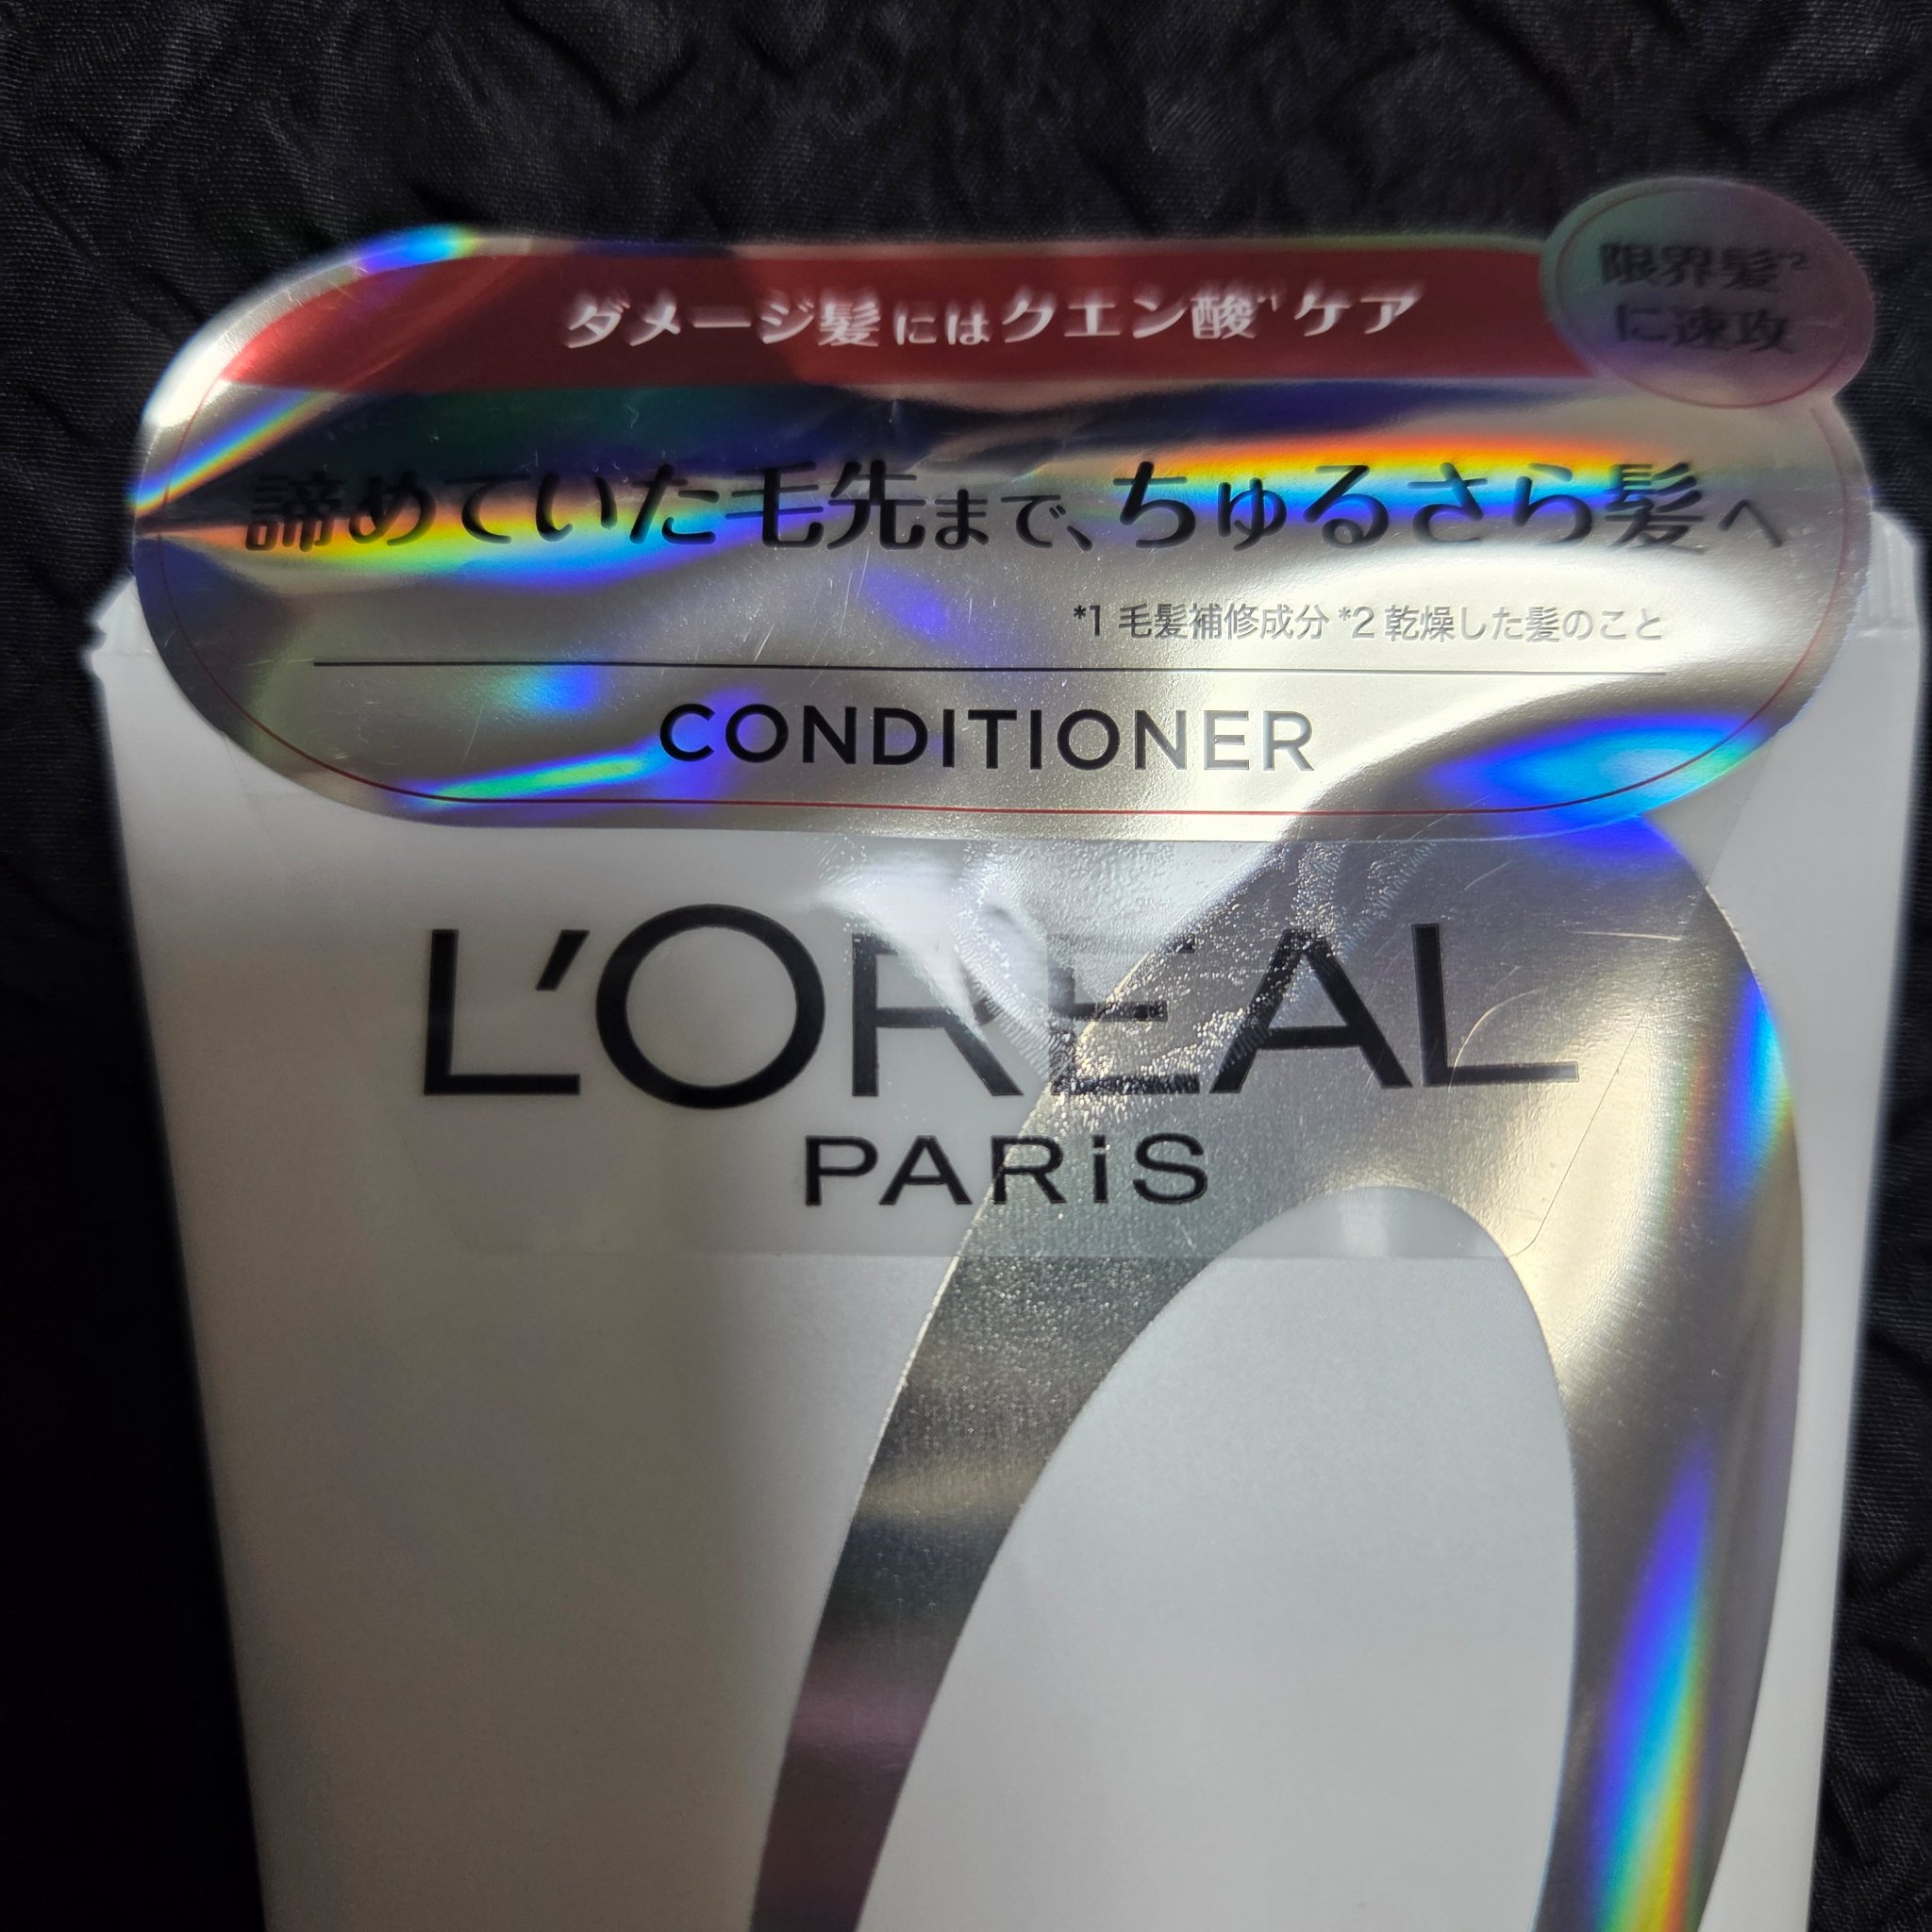 ダメージ髪にはクエン酸*1ケア
限界髪*2
に速攻
諦めていた毛先まで、ちゅるさら髪へ
*1 毛髪補修成分 *2 乾燥した髪のこと
CONDITIONER
L'ORÉAL
PARiS